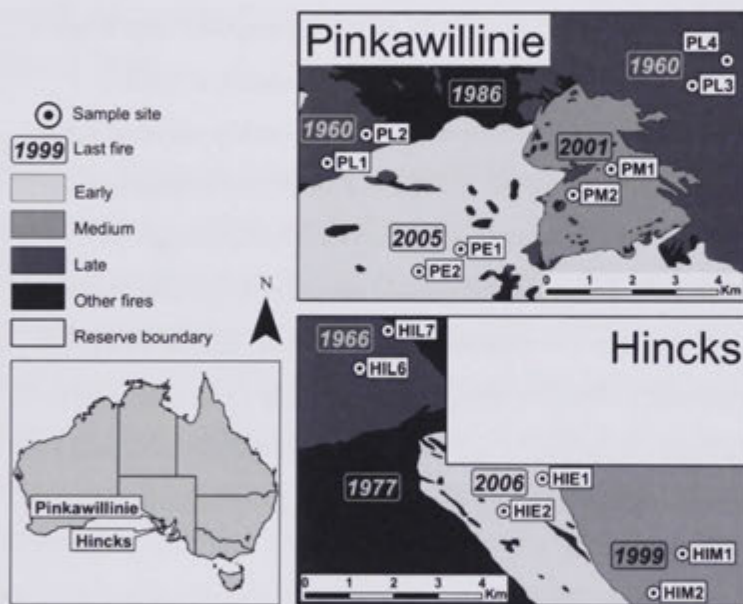 Sample site
1999 Last fire
Early
Medium
Late
Other fires
Reserve boundary
N
Pinkawillinie
Hincks
Pinkawillinie
PL4
1960
PL3
1986
1960
PL2
PL1
2001
PM1
PM2
2005
PE1
PE2
0 1 2 3 4
Km
Hincks
1966
HIL7
HIL6
1977
2006
HIE1
HIE2
1999
HIM1
HIM2
0 1 2 3 4
Km